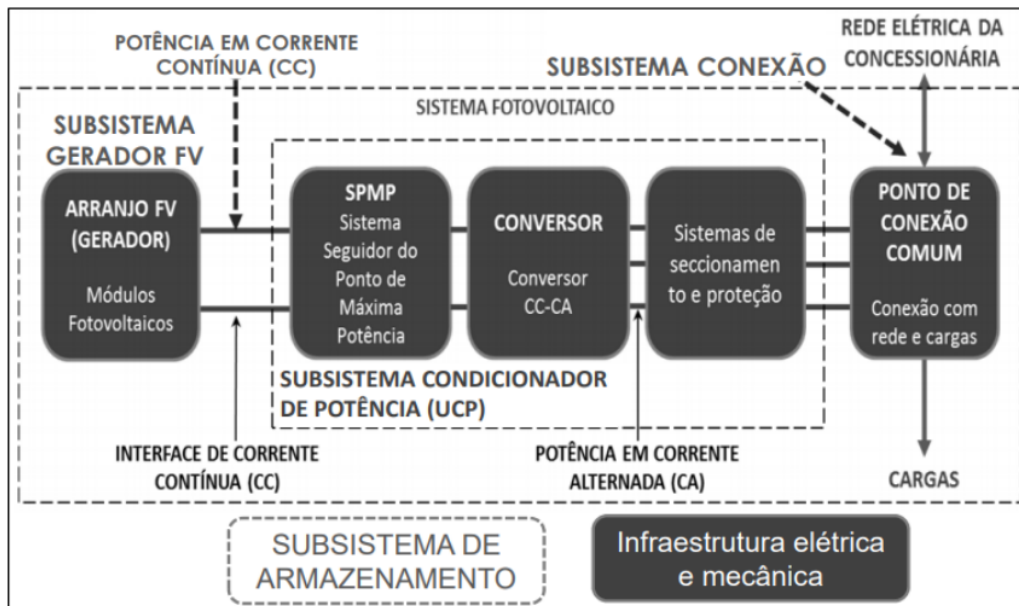 POTÊNCIA EM CORRENTE
CONTÍNUA (CC)
REDE ELÉTRICA DA
CONCESSIONÁRIA
SUBSISTEMA CONEXÃO
SISTEMA FOTOVOLTAICO
SUBSISTEMA
GERADOR FV
ARRANJO FV
(GERADOR)
Módulos
Fotovoltaicos
SPMP
Sistema
Seguidor do
Ponto de
Máxima
Potência
CONVERSOR
Conversor
CC-CA
Sistemas de
seccionamen
to e proteção
PONTO DE
CONEXÃO
COMUM
Conexão com
rede e cargas
SUBSISTEMA CONDICIONADOR
DE POTÊNCIA (UCP)
INTERFACE DE CORRENTE
CONTÍNUA (CC)
POTÊNCIA EM CORRENTE
ALTERNADA (CA)
CARGAS
SUBSISTEMA DE
ARMAZENAMENTO
Infraestrutura elétrica
e mecânica